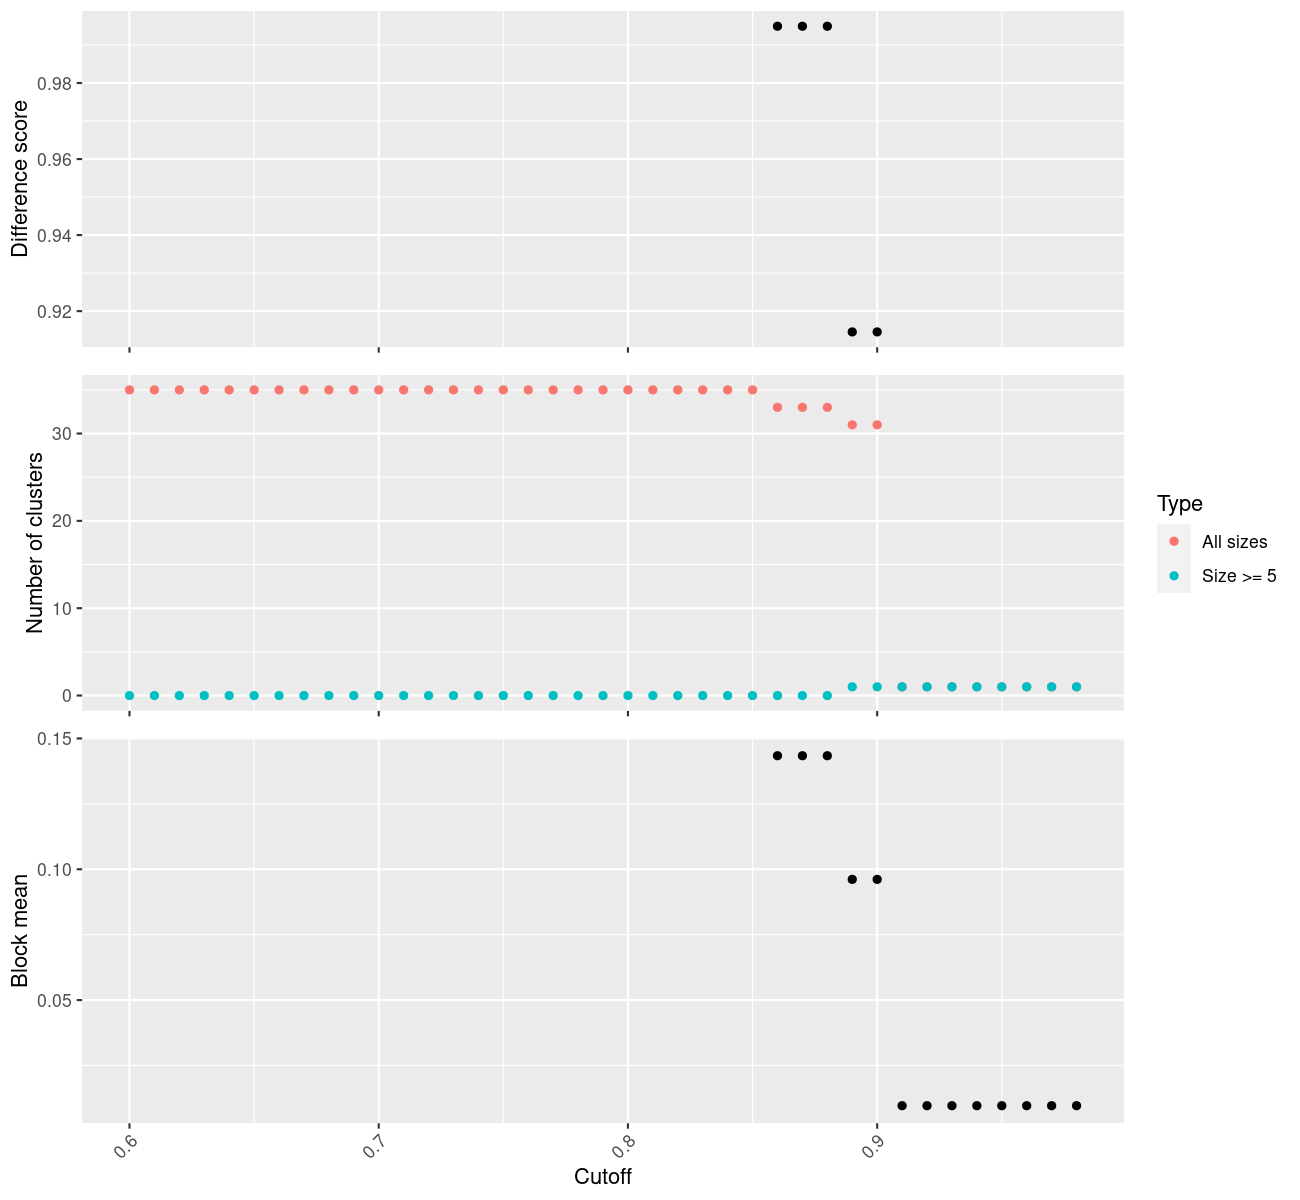 Difference score
0.98
0.96
0.94
0.92
Number of clusters
30
20
10
0
Type
All sizes
Size >= 5
Block mean
0.15
0.10
0.05
0.6
0.7
0.8
0.9
Cutoff